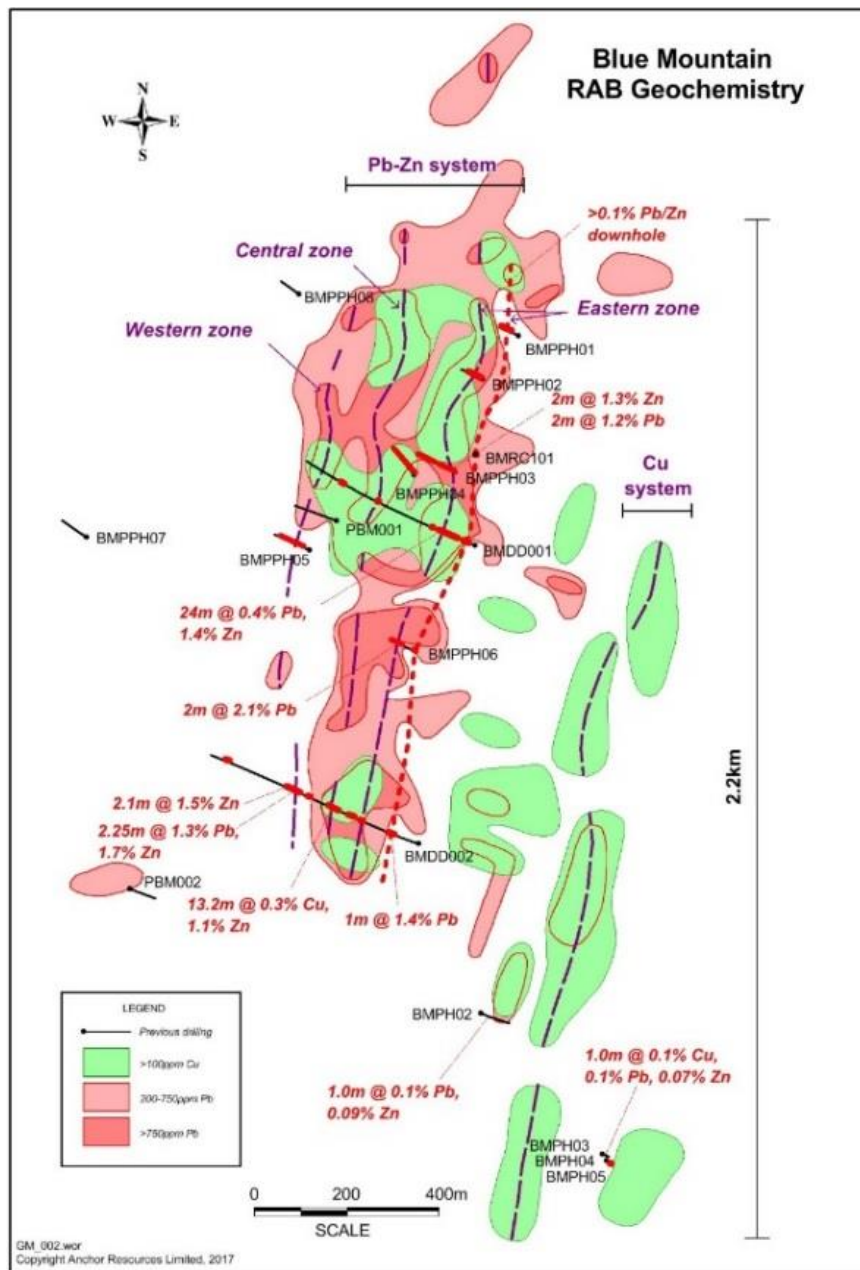 Blue Mountain
RAB Geochemistry
N
W
E
S
Pb-Zn system
>0.1% Pb/Zn
downhole
Central zone
BMPPH08
Eastern zone
Western zone
BMPPH01
BMPPH02
2m @ 1.3% Zn
2m @ 1.2% Pb
BMRC101
BMPPH03
BMPPH04
Cu
system
PBM001
BMPPH07
BMPPH05
BMDD001
24m @ 0.4% Pb,
1.4% Zn
BMPPH06
2m @ 2.1% Pb
2.2km
2.1m @ 1.5% Zn
2.25m @ 1.3% Pb,
1.7% Zn
BMDD002
PBM002
13.2m @ 0.3% Cu,
1.1% Zn
1m @ 1.4% Pb
LEGEND
Previous drilling
>100ppm Cu
200-750ppm Pb
>750ppm Pb
BMPH02
1.0m @ 0.1% Pb,
0.09% Zn
1.0m @ 0.1% Cu,
0.1% Pb, 0.07% Zn
BMPH03
BMPH04
BMPH05
0 200 400m
SCALE
GM_002.wor
Copyright Anchor Resources Limited, 2017